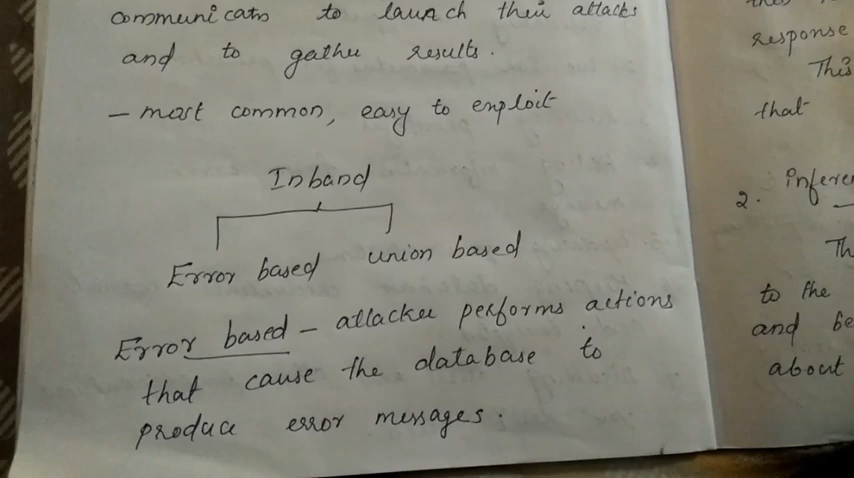 communicatn to launch their attacks
and to gather results.
– most common, easy to exploit
Inband
Error based union based
Error based – attacker performs actions
that cause the database to
produce error messages.
response
This
that
2. Infere
Th
to the
and be
about